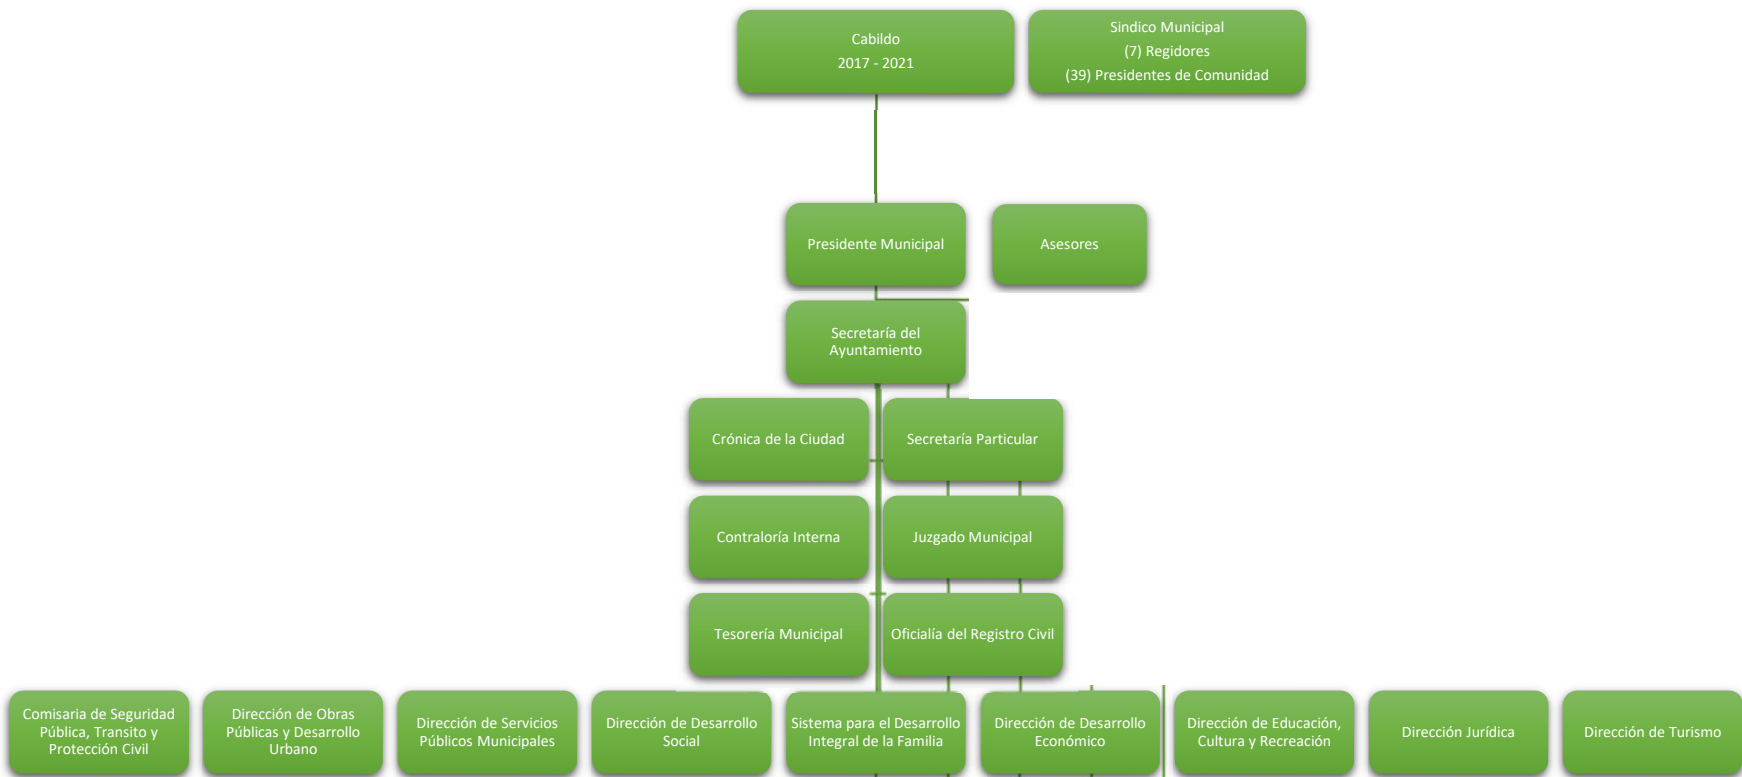 Cabildo
2017 - 2021
Sindico Municipal
(7) Regidores
(39) Presidentes de Comunidad
Presidente Municipal
Asesores
Secretaría del
Ayuntamiento
Crónica de la Ciudad
Secretaría Particular
Contraloría Interna
Juzgado Municipal
Tesorería Municipal
Oficialía del Registro Civil
Comisaria de Seguridad
Pública, Transito y
Protección Civil
Dirección de Obras
Públicas y Desarrollo
Urbano
Dirección de Servicios
Públicos Municipales
Dirección de Desarrollo
Social
Sistema para el Desarrollo
Integral de la Familia
Dirección de Desarrollo
Económico
Dirección de Educación,
Cultura y Recreación
Dirección Jurídica
Dirección de Turismo